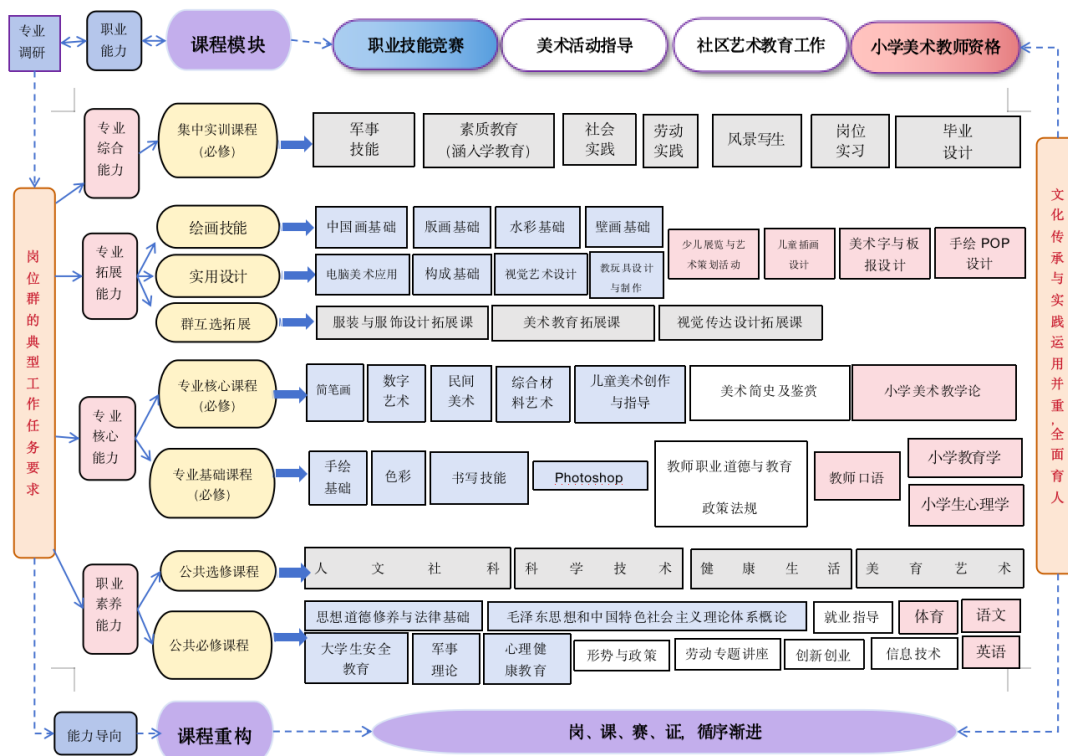 专业
调研
职业
能力
课程模块
职业技能竞赛
美术活动指导
社区艺术教育工作
小学美术教师资格
岗位群的典型工作任务要求
专业
综合
能力
集中实训课程
(必修)
军事
技能
素质教育
(涵入学教育)
社会
实践
劳动
实践
风景写生
岗位
实习
毕业
设计
专业
拓展
能力
绘画技能
中国画基础
版画基础
水彩基础
壁画基础
实用设计
电脑美术应用
构成基础
视觉艺术设计
教玩具设计
与制作
少儿展览与艺
术策划活动
儿童插画
设计
美术字与板
报设计
手绘 POP
设计
群互选拓展
服装与服饰设计拓展课
美术教育拓展课
视觉传达设计拓展课
专业
核心
能力
专业核心课程
(必修)
简笔画
数字
艺术
民间
美术
综合材
料艺术
儿童美术创作
与指导
美术简史及鉴赏
小学美术教学论
专业基础课程
(必修)
手绘
基础
色彩
书写技能
Photoshop
教师职业道德与教育
政策法规
教师口语
小学教育学
小学生心理学
职业
素养
能力
公共选修课程
人文社科
科学技术
健康生活
美育艺术
公共必修课程
思想道德修养与法律基础
毛泽东思想和中国特色社会主义理论体系概论
就业指导
体育
语文
大学生安全
教育
军事
理论
心理健
康教育
形势与政策
劳动专题讲座
创新创业
信息技术
英语
文化传承与实践运用并重,全面育人
能力导向
课程重构
岗、课、赛、证, 循序渐进